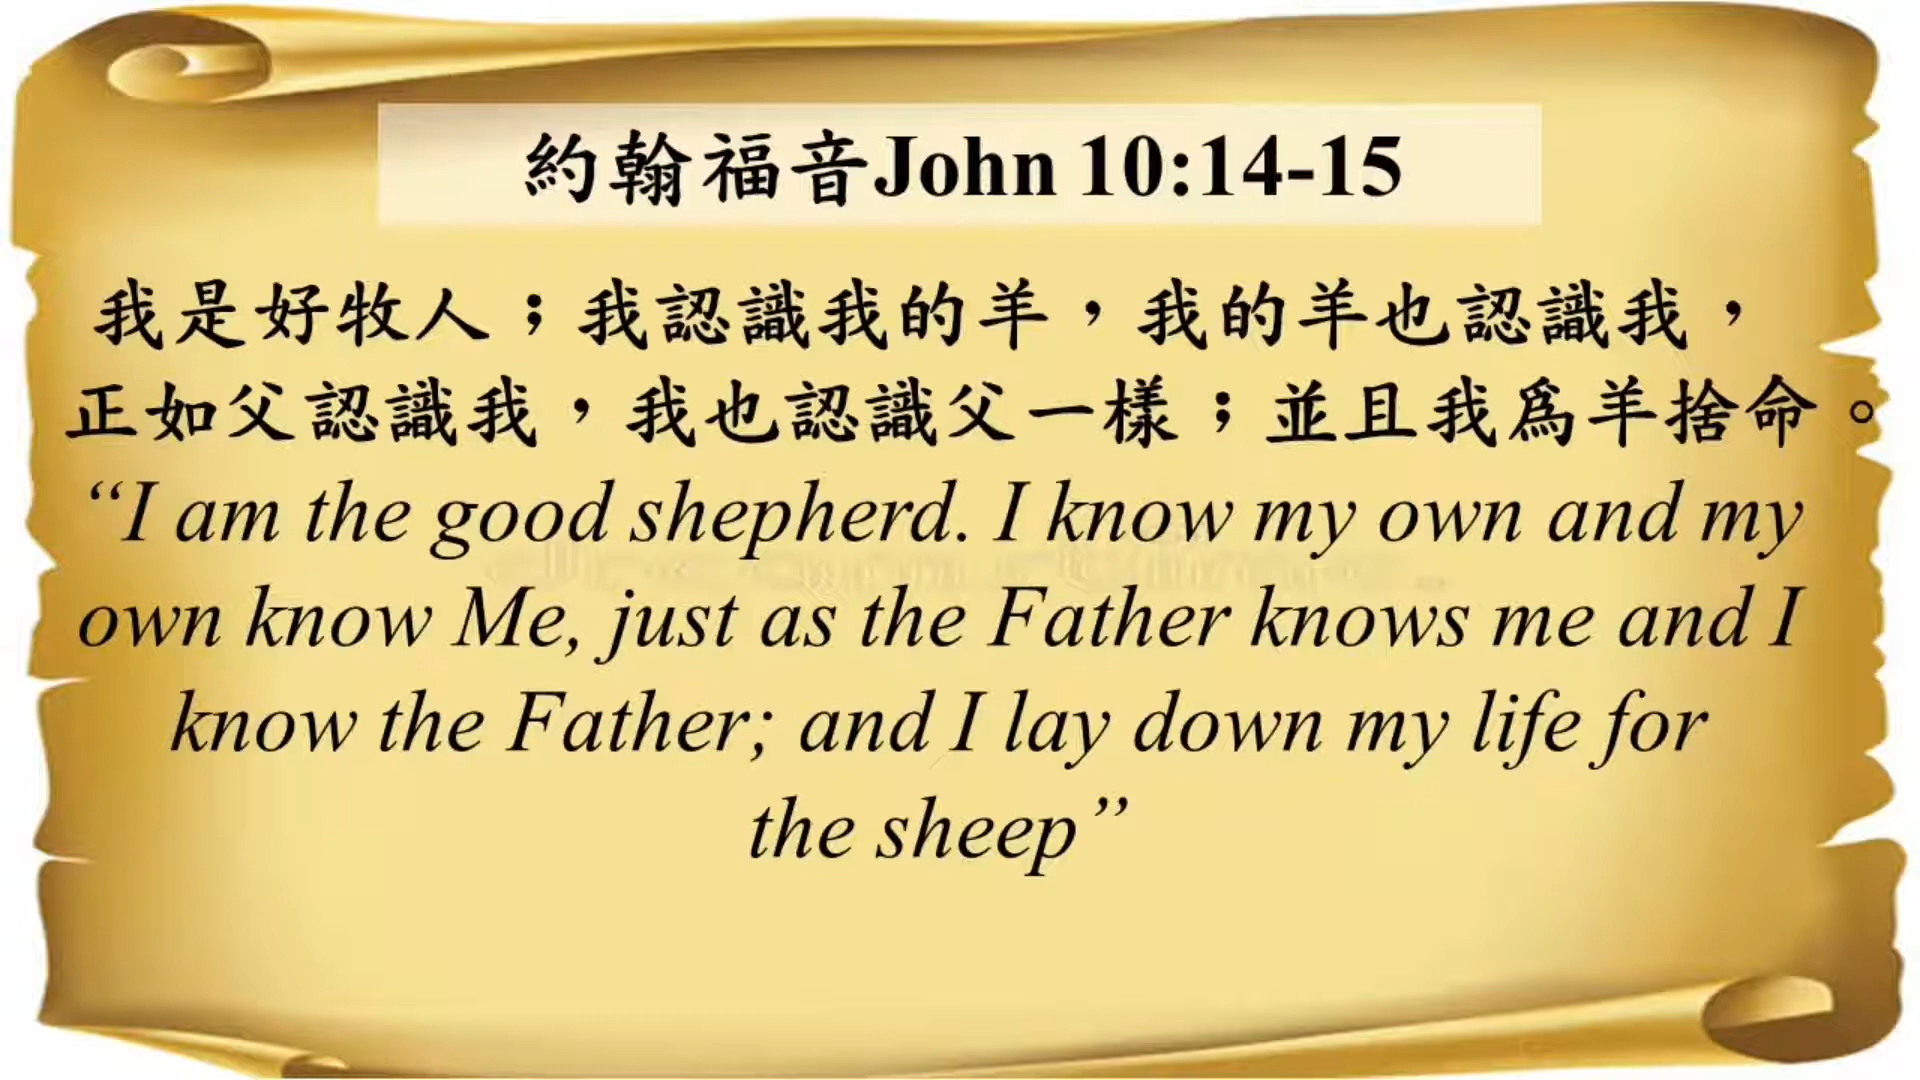 約翰福音John 10:14-15
我是好牧人；我認識我的羊，我的羊也認識我，
正如父認識我，我也認識父一樣；並且我為羊捨命。
“I am the good shepherd. I know my own and my
own know Me, just as the Father knows me and I
know the Father; and I lay down my life for
the sheep”